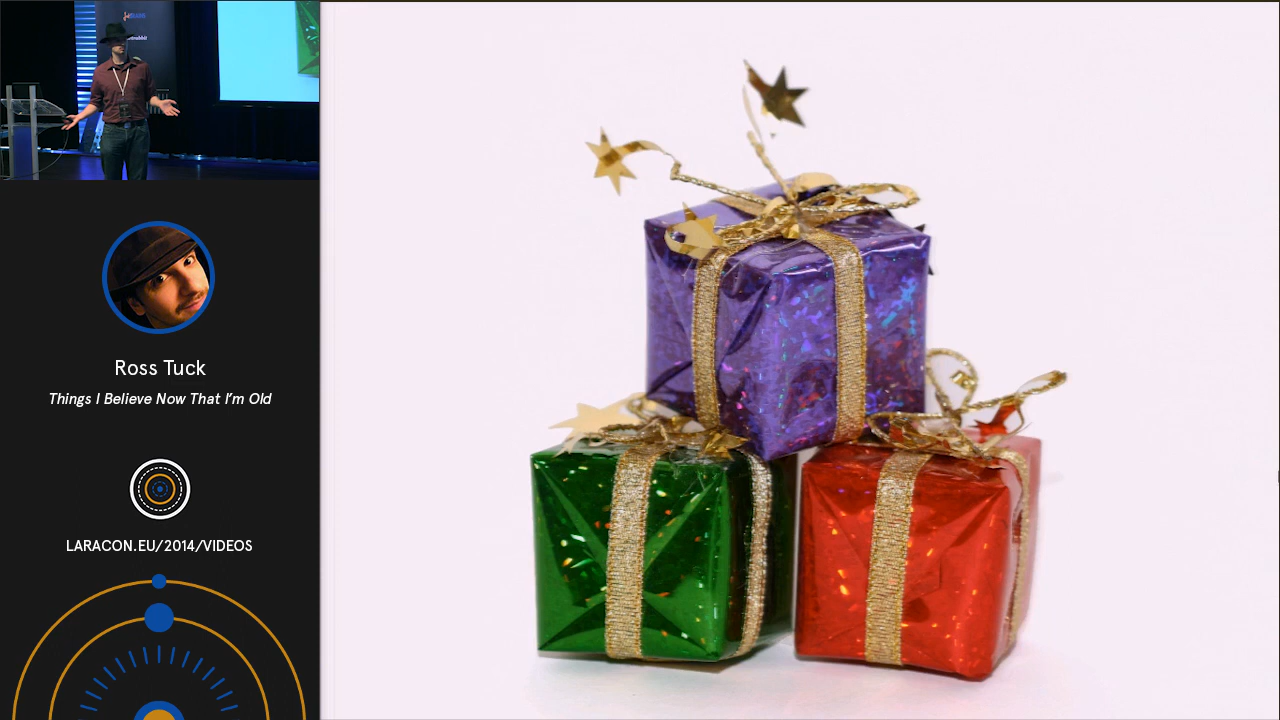 Ross Tuck
Things I Believe Now That I'm Old
LARACON.EU/2014/VIDEOS